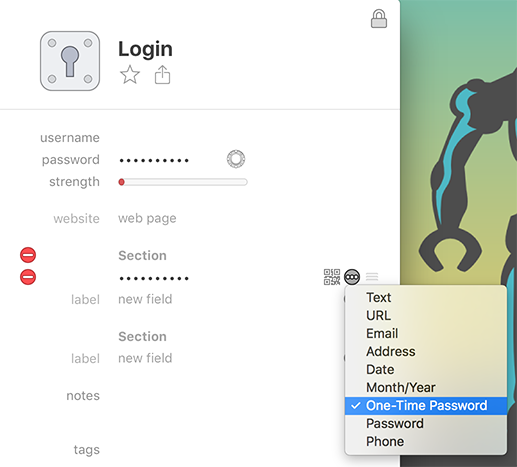 Login
username
password ••••••••••
strength
website web page
Section
••••••••••
label new field
Section
label new field
notes
tags
Text
URL
Email
Address
Date
Month/Year
✓ One-Time Password
Password
Phone